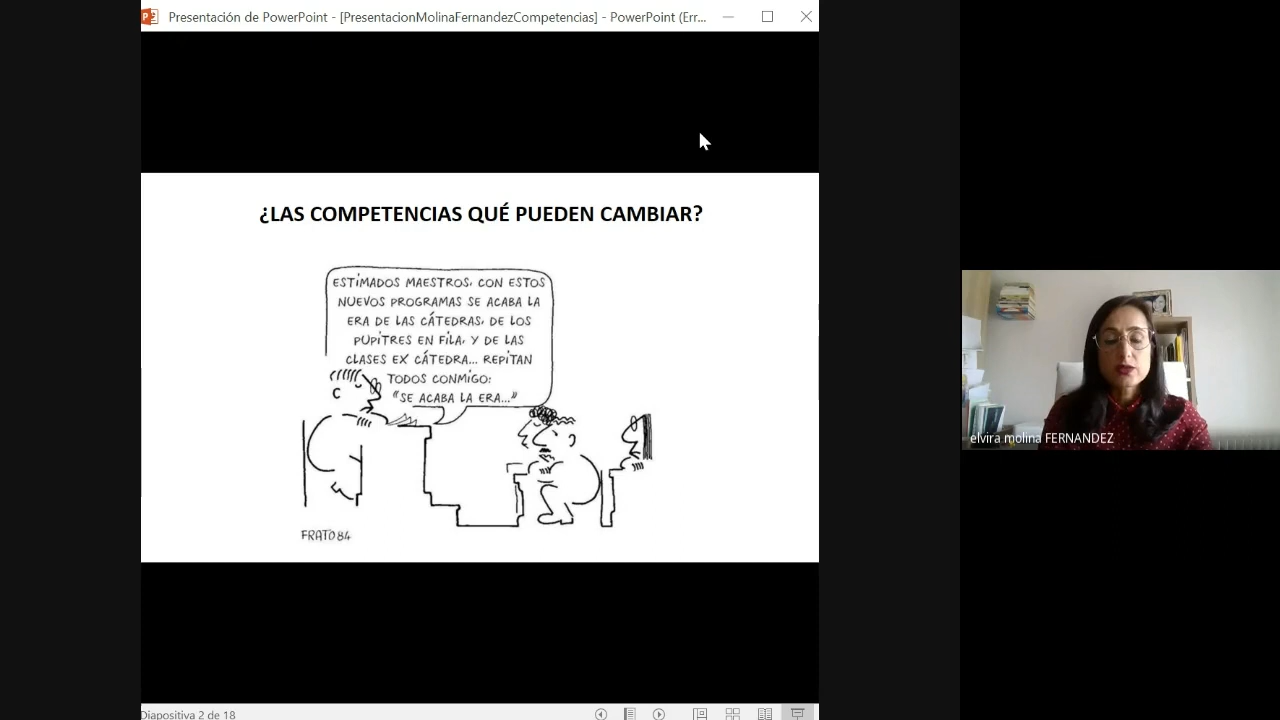 Presentación de PowerPoint - [PresentacionMolinaFernandezCompetencias] - PowerPoint (Err...
¿LAS COMPETENCIAS QUÉ PUEDEN CAMBIAR?
ESTIMADOS MAESTROS, CON ESTOS
NUEVOS PROGRAMAS SE ACABA LA
ERA DE LAS CÁTEDRAS, DE LOS
PUPITRES EN FILA, Y DE LAS
CLASES EX CÁTEDRA... REPITAN
TODOS CONMIGO:
“SE ACABA LA ERA...”
FRATO 84
elvira molina FERNANDEZ
Diapositiva 2 de 18